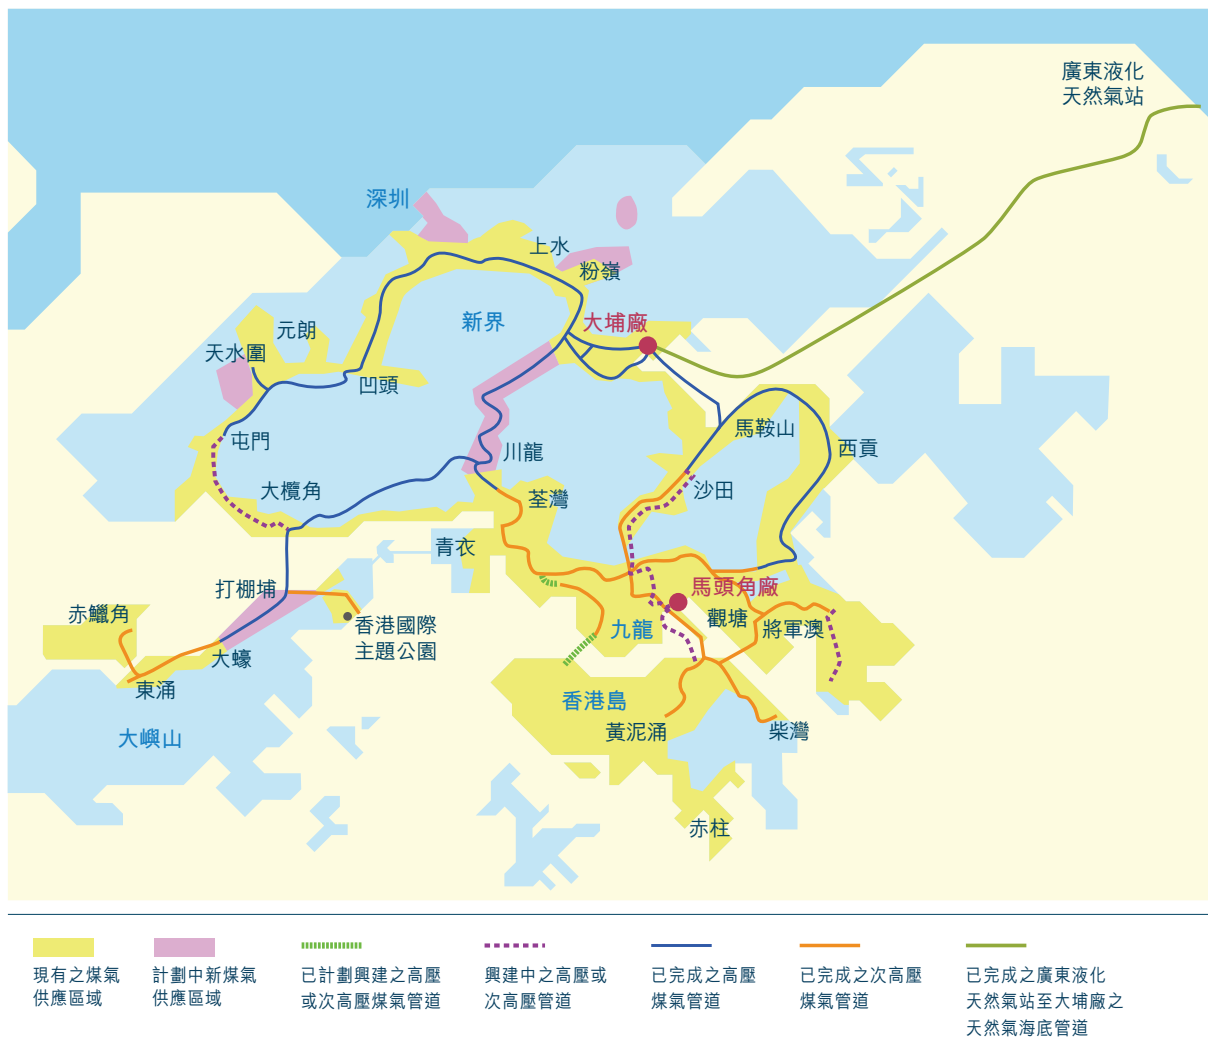 廣東液化
天然氣站
深圳
上水
粉嶺
新界
大埔廠
元朗
天水圍
凹頭
馬鞍山
屯門
西貢
川龍
大欖角
沙田
荃灣
青衣
打棚埔
馬頭角廠
赤鱲角
觀塘
香港國際
主題公園
九龍
將軍澳
大蠔
東涌
香港島
大嶼山
黃泥涌
柴灣
赤柱
現有之煤氣
供應區域
計劃中新煤氣
供應區域
已計劃興建之高壓
或次高壓煤氣管道
興建中之高壓或
次高壓管道
已完成之高壓
煤氣管道
已完成之次高壓
煤氣管道
已完成之廣東液化
天然氣站至大埔廠之
天然氣海底管道